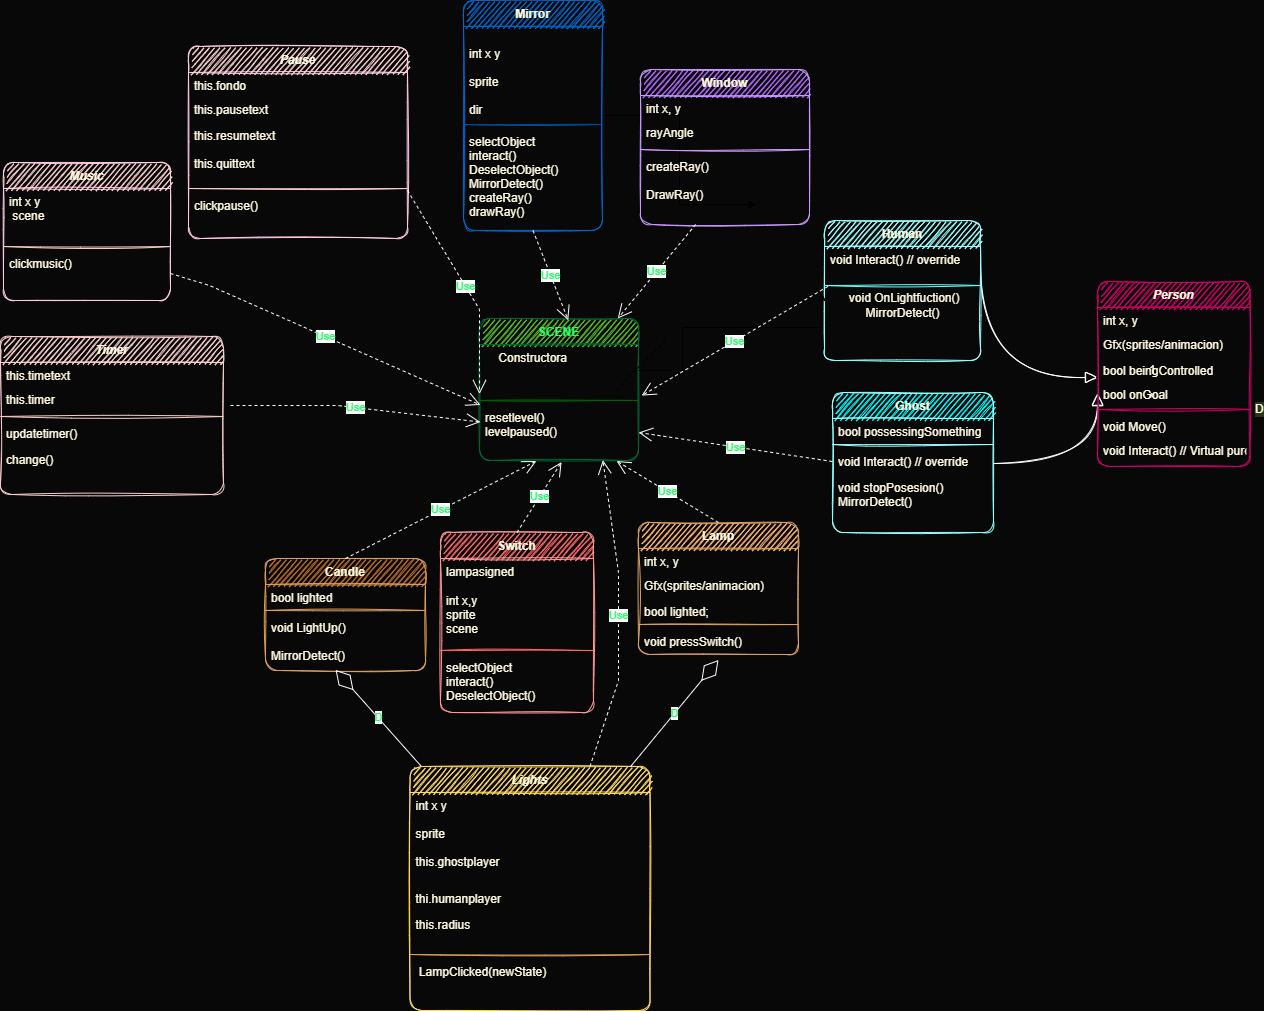 Mirror
int x y
sprite
dir
selectObject
interact()
DeselectObject()
MirrorDetect()
createRay()
drawRay()
Pause
this.fondo
this.pausetext
this.resumetext
this.quittext
clickpause()
Window
int x, y
rayAngle
createRay()
DrawRay()
Music
int x y
scene
clickmusic()
Human
void Interact() // override
void OnLightfuction()
MirrorDetect()
Person
int x, y
Gfx(sprites/animacion)
bool beingControlled
bool onGoal
void Move()
void Interact() // Virtual purc
D
Use
Use
Use
Use
Use
SCENE
Constructora
resetlevel()
levelpaused()
Timer
this.timetext
this.timer
updatetimer()
change()
Use
Use
Ghost
bool possessingSomething
void Interact() // override
void stopPosesion()
MirrorDetect()
Use
Use
Use
Use
Use
Candle
bool lighted
void LightUp()
MirrorDetect()
Switch
lampasigned
int x,y
sprite
scene
selectObject
interact()
DeselectObject()
Lamp
int x, y
Gfx(sprites/animacion)
bool lighted;
void pressSwitch()
D
D
Lights
int x y
sprite
this.ghostplayer
thi.humanplayer
this.radius
LampClicked(newState)